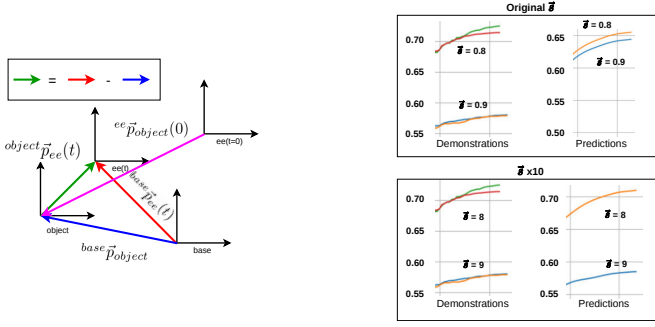 = -
^{ee}\vec{p}_{object}(0)
ee(t=0)
^{object}\vec{p}_{ee}(t)
ee(t)
^{base}\vec{p}_{ee}(t)
object
^{base}\vec{p}_{object}
base
Original \vec{s}
0.70
0.65
0.60
0.55
\vec{s} = 0.8
\vec{s} = 0.9
Demonstrations
0.65
0.60
0.55
0.50
\vec{s} = 0.8
\vec{s} = 0.9
Predictions
\vec{s} x10
0.70
0.65
0.60
0.55
\vec{s} = 8
\vec{s} = 9
Demonstrations
0.70
0.65
0.60
0.55
\vec{s} = 8
\vec{s} = 9
Predictions